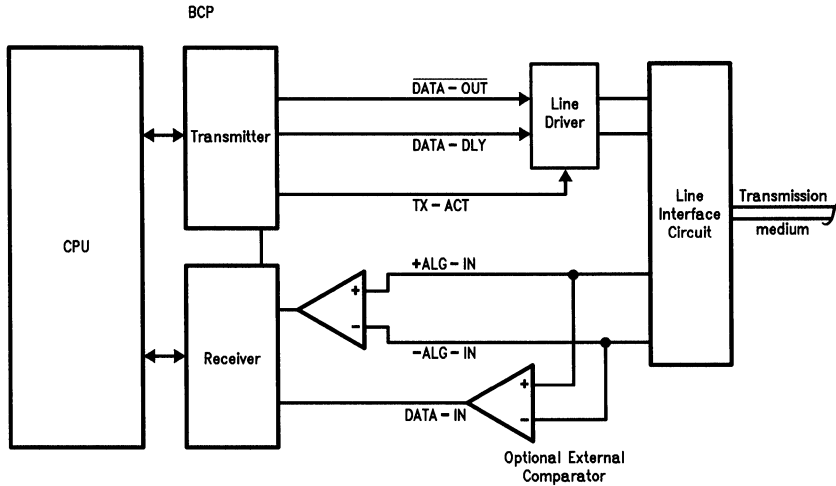 BCP
CPU
Transmitter
DATA-OUT
DATA-DLY
TX-ACT
Line
Driver
Line
Interface
Circuit
Transmission
medium
+ALG-IN
-ALG-IN
+
-
Receiver
DATA-IN
+
-
Optional External
Comparator